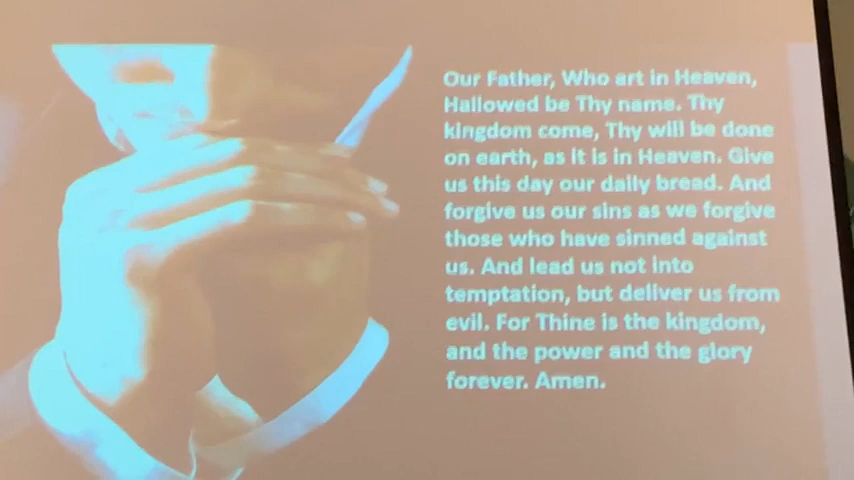 Our Father, Who art in Heaven,
Hallowed be Thy name. Thy
kingdom come, Thy will be done
on earth, as it is in Heaven. Give
us this day our daily bread. And
forgive us our sins as we forgive
those who have sinned against
us. And lead us not into
temptation, but deliver us from
evil. For Thine is the kingdom,
and the power and the glory
forever. Amen.